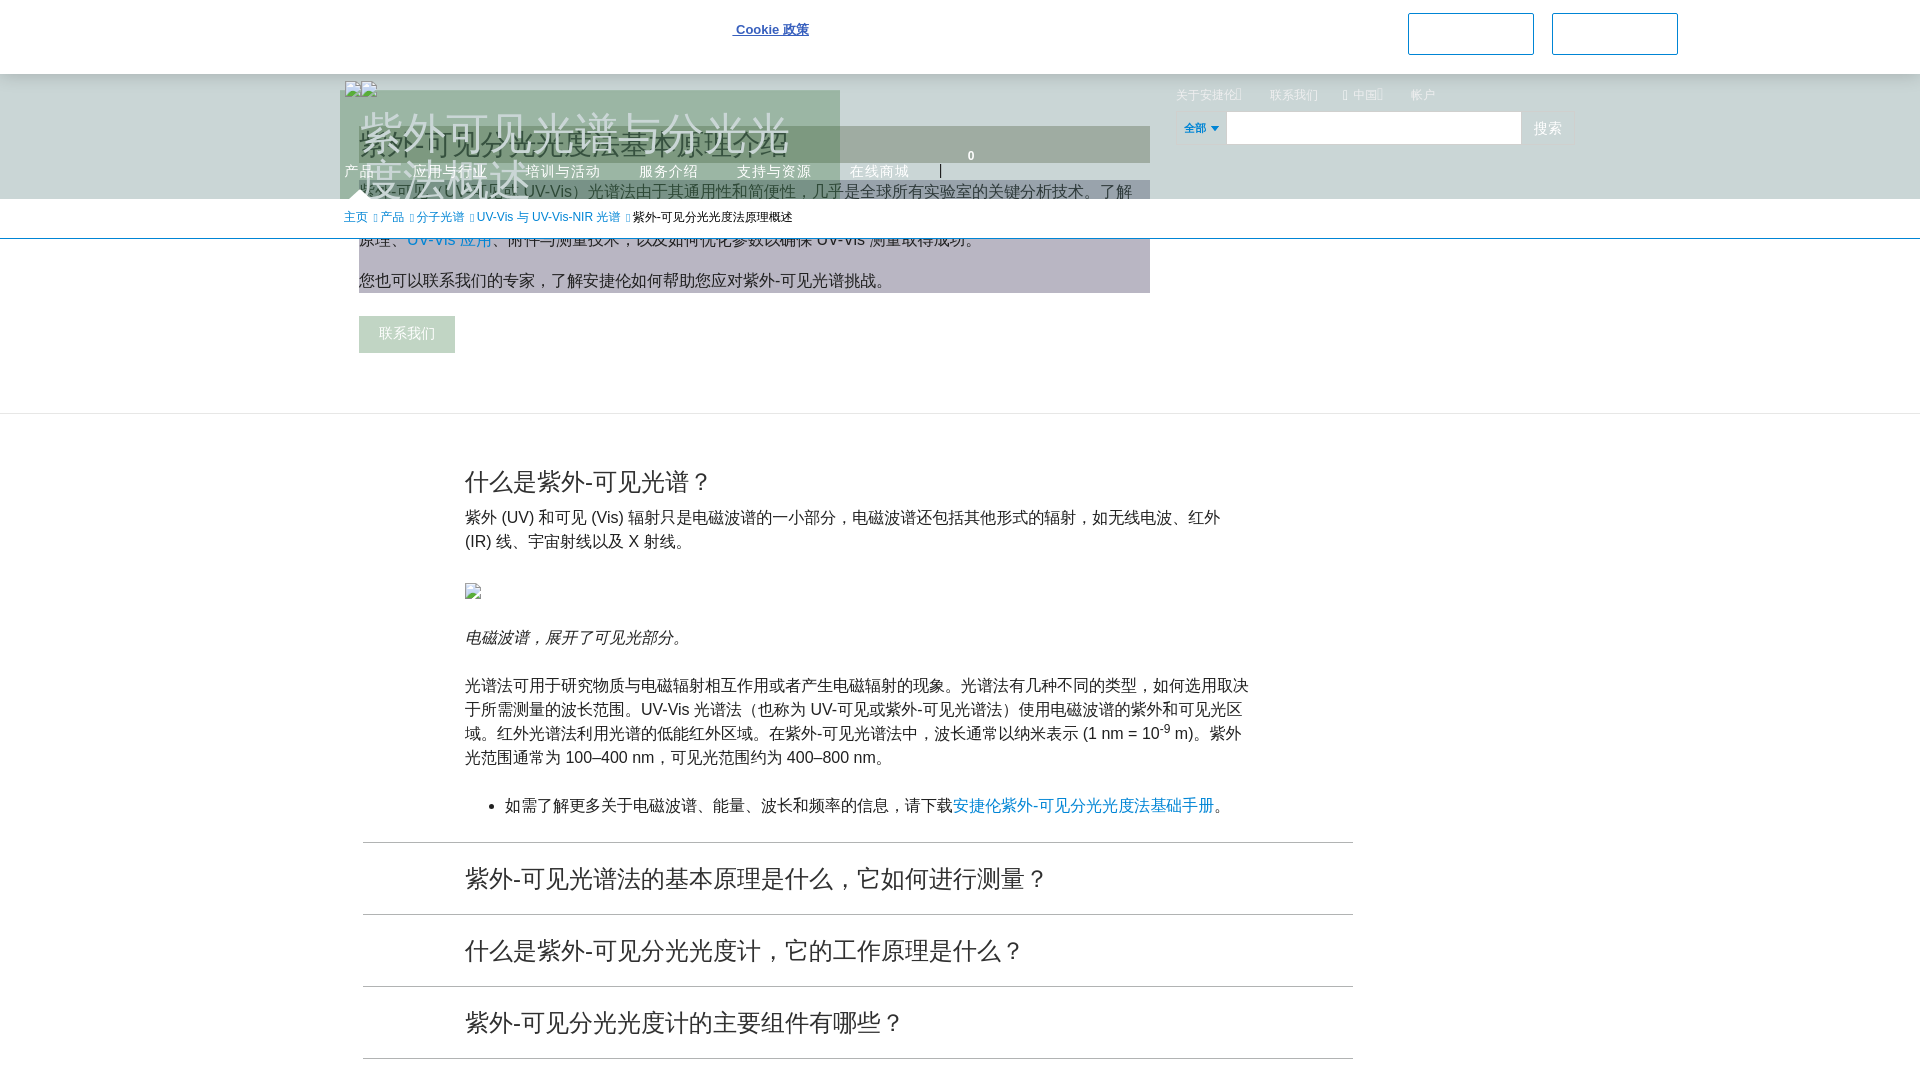 Cookie 政策
关于安捷伦
联系我们
中国
帐户
全部
搜索
紫外可见光谱与分光光
度法概述
紫外-可见分光光度法基本原理介绍
0
产品
应用与行业
培训与活动
服务介绍
支持与资源
在线商城
紫外-可见（UV-可见或 UV-Vis）光谱法由于其通用性和简便性，几乎是全球所有实验室的关键分析技术。了解
主页 产品 分子光谱 UV-Vis 与 UV-Vis-NIR 光谱 紫外-可见分光光度法原理概述
原理、UV-Vis 应用、附件与测量技术，以及如何优化参数以确保 UV-Vis 测量取得成功。
您也可以联系我们的专家，了解安捷伦如何帮助您应对紫外-可见光谱挑战。
联系我们
什么是紫外-可见光谱？
紫外 (UV) 和可见 (Vis) 辐射只是电磁波谱的一小部分，电磁波谱还包括其他形式的辐射，如无线电波、红外
(IR) 线、宇宙射线以及 X 射线。
电磁波谱，展开了可见光部分。
光谱法可用于研究物质与电磁辐射相互作用或者产生电磁辐射的现象。光谱法有几种不同的类型，如何选用取决
于所需测量的波长范围。UV-Vis 光谱法（也称为 UV-可见或紫外-可见光谱法）使用电磁波谱的紫外和可见光区
域。红外光谱法利用光谱的低能红外区域。在紫外-可见光谱法中，波长通常以纳米表示 (1 nm = 10-9 m)。紫外
光范围通常为 100–400 nm，可见光范围约为 400–800 nm。
• 如需了解更多关于电磁波谱、能量、波长和频率的信息，请下载安捷伦紫外-可见分光光度法基础手册。
紫外-可见光谱法的基本原理是什么，它如何进行测量？
什么是紫外-可见分光光度计，它的工作原理是什么？
紫外-可见分光光度计的主要组件有哪些？